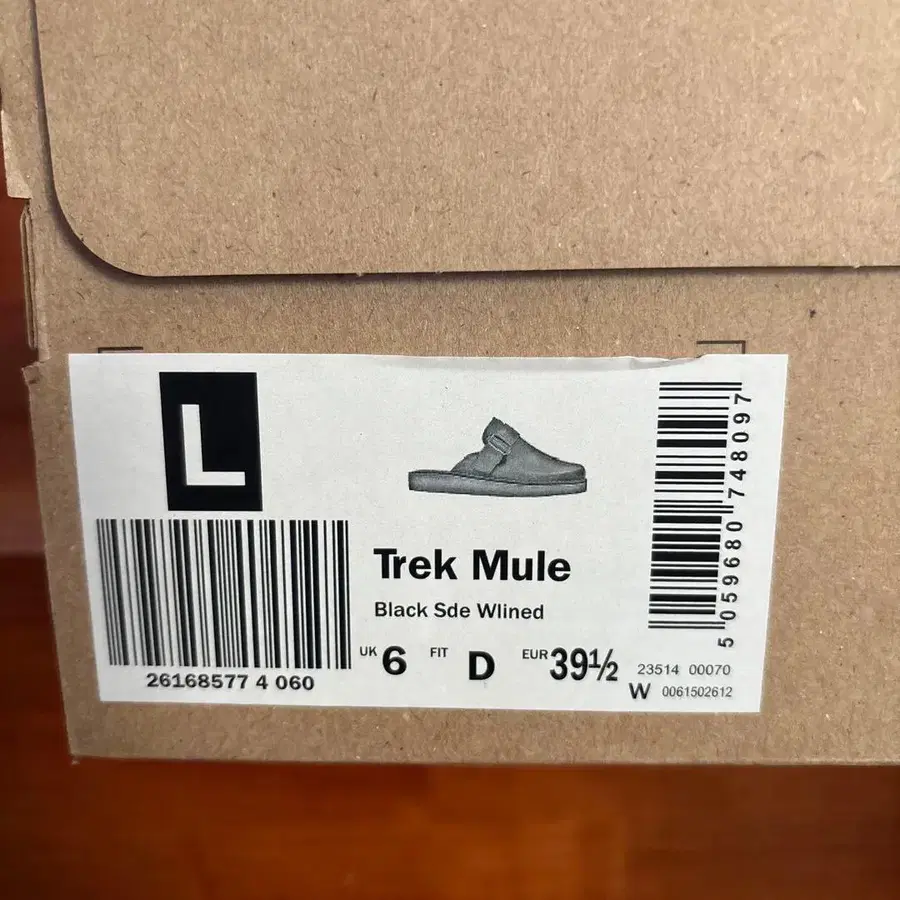 L
Trek Mule
Black Sde Wlined
UK 6 FIT D EUR 39½
26168577 4 060
5 059680 748097
23514 00070
W 0061502612